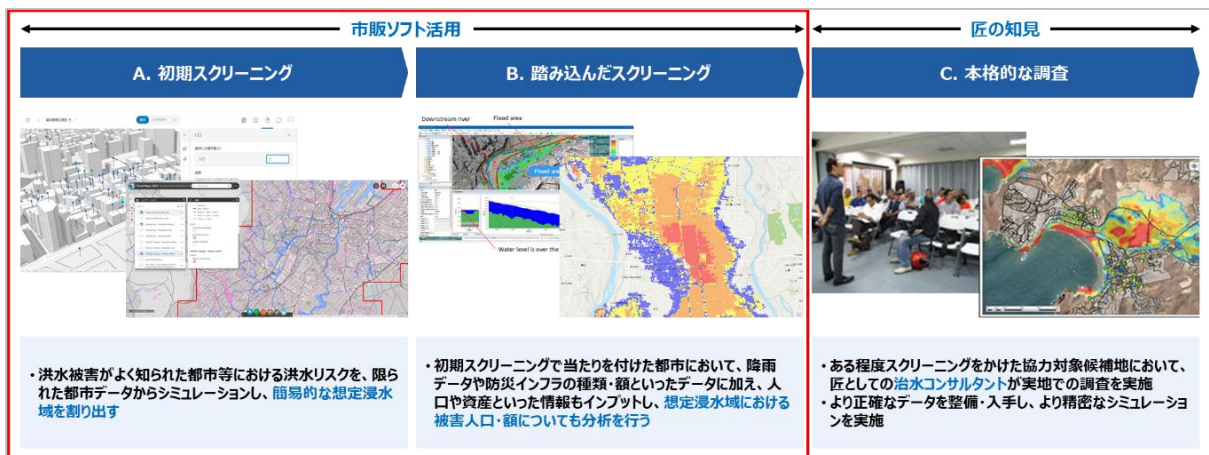 市販ソフト活用
匠の知見
A. 初期スクリーニング
B. 踏み込んだスクリーニング
C. 本格的な調査
Downstream river
Flood area
Flood area
Water level is over the
・洪水被害がよく知られた都市等における洪水リスクを、限
られた都市データからシミュレーションし、簡易的な想定浸水
域を割り出す
・初期スクリーニングで当たりを付けた都市において、降雨
データや防災インフラの種類・額といったデータに加え、人
口や資産といった情報もインプットし、想定浸水域における
被害人口・額についても分析を行う
・ある程度スクリーニングをかけた協力対象候補地において、
匠としての治水コンサルタントが実地での調査を実施
・より正確なデータを整備・入手し、より精密なシミュレーショ
ンを実施